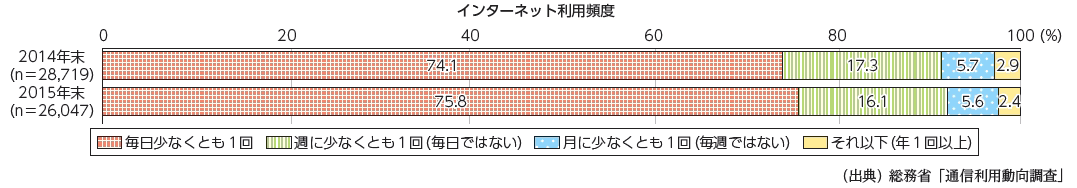 インターネット利用頻度
0 20 40 60 80 100 (%)
2014年末
(n=28,719)
74.1 17.3 5.7 2.9
2015年末
(n=26,047)
75.8 16.1 5.6 2.4
毎日少なくとも1回 週に少なくとも1回(毎日ではない) 月に少なくとも1回(毎週ではない) それ以下(年1回以上)
(出典)総務省「通信利用動向調査」